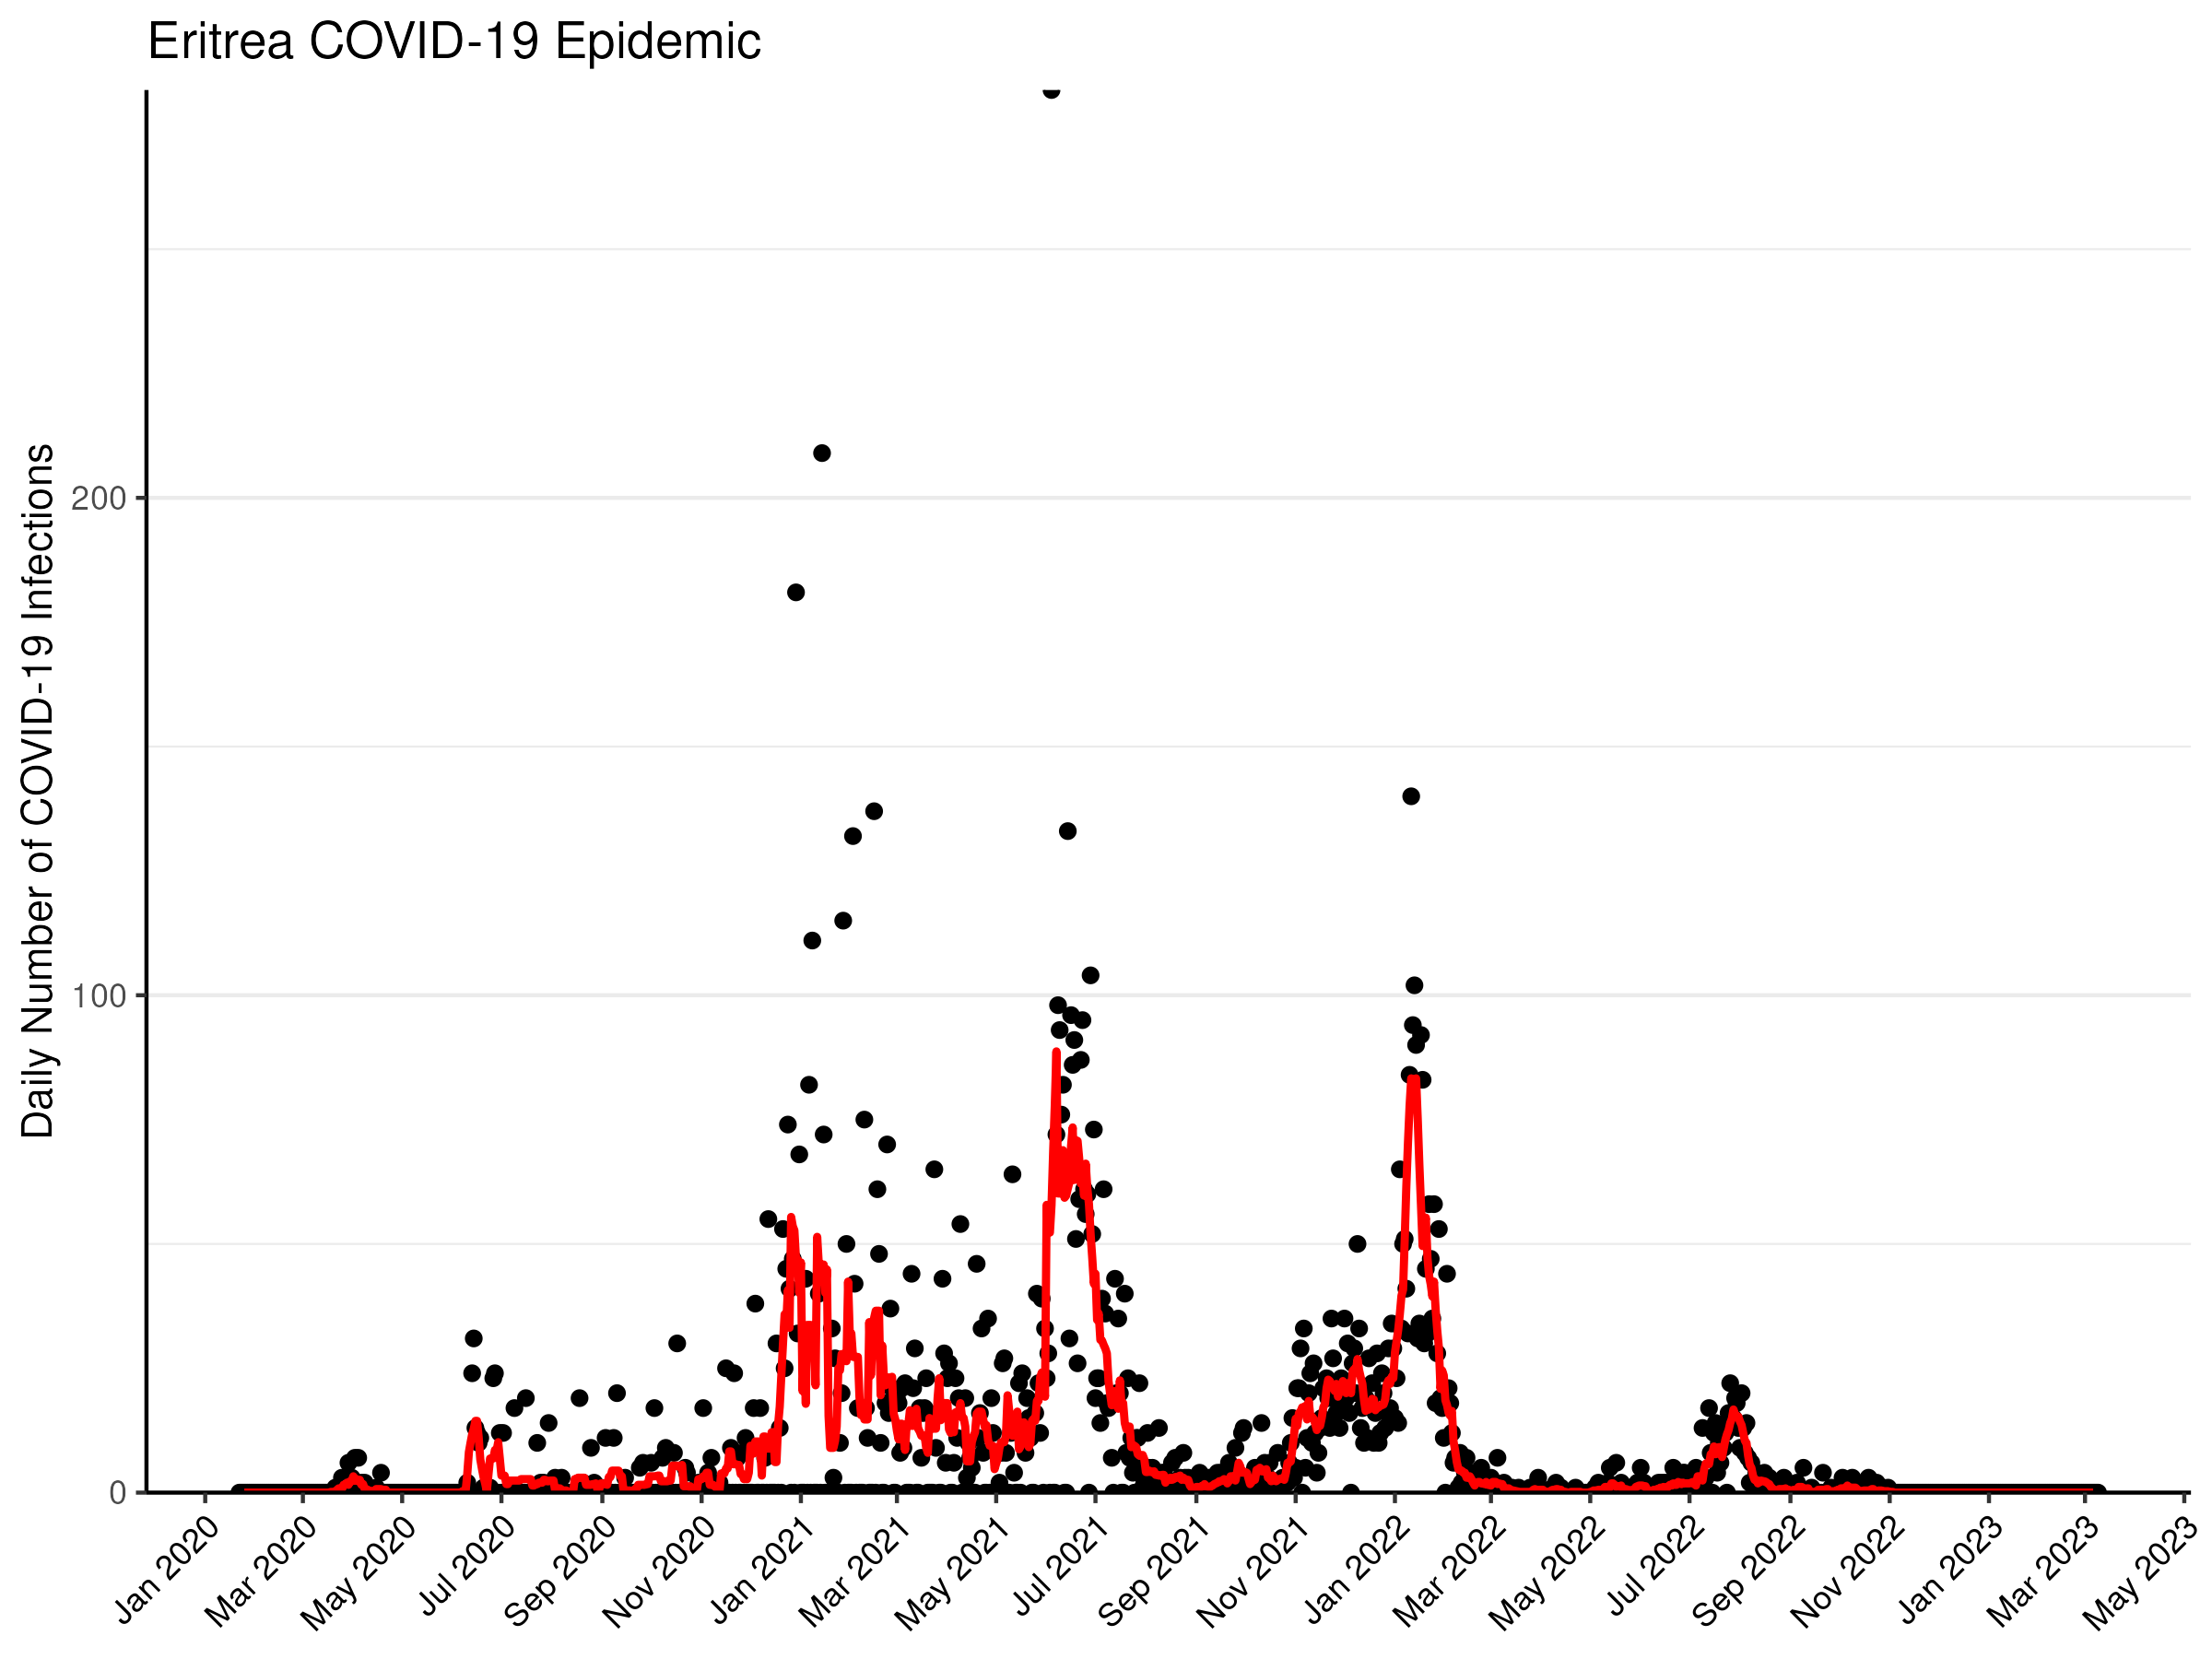 Eritrea COVID-19 Epidemic
Daily Number of COVID-19 Infections
200
100
0
Jan 2020
Mar 2020
May 2020
Jul 2020
Sep 2020
Nov 2020
Jan 2021
Mar 2021
May 2021
Jul 2021
Sep 2021
Nov 2021
Jan 2022
Mar 2022
May 2022
Jul 2022
Sep 2022
Nov 2022
Jan 2023
Mar 2023
May 2023